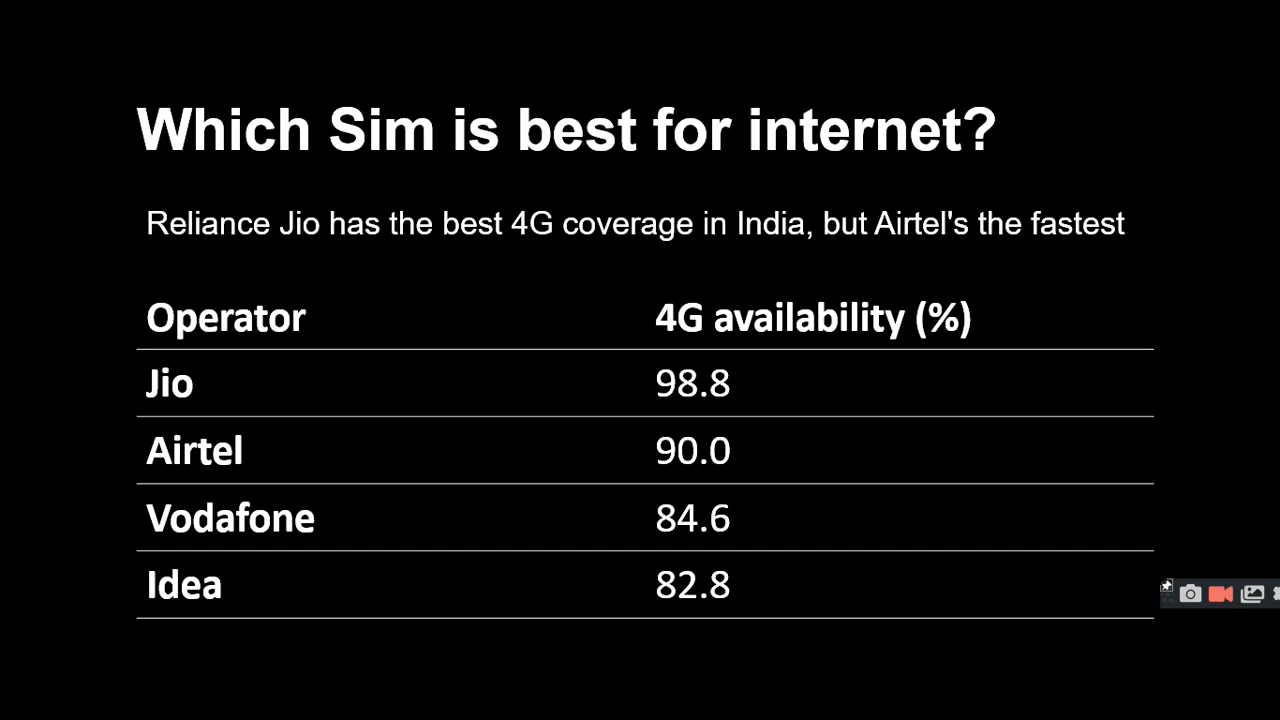 Which Sim is best for internet?
Reliance Jio has the best 4G coverage in India, but Airtel's the fastest
Operator 4G availability (%)
Jio 98.8
Airtel 90.0
Vodafone 84.6
Idea 82.8